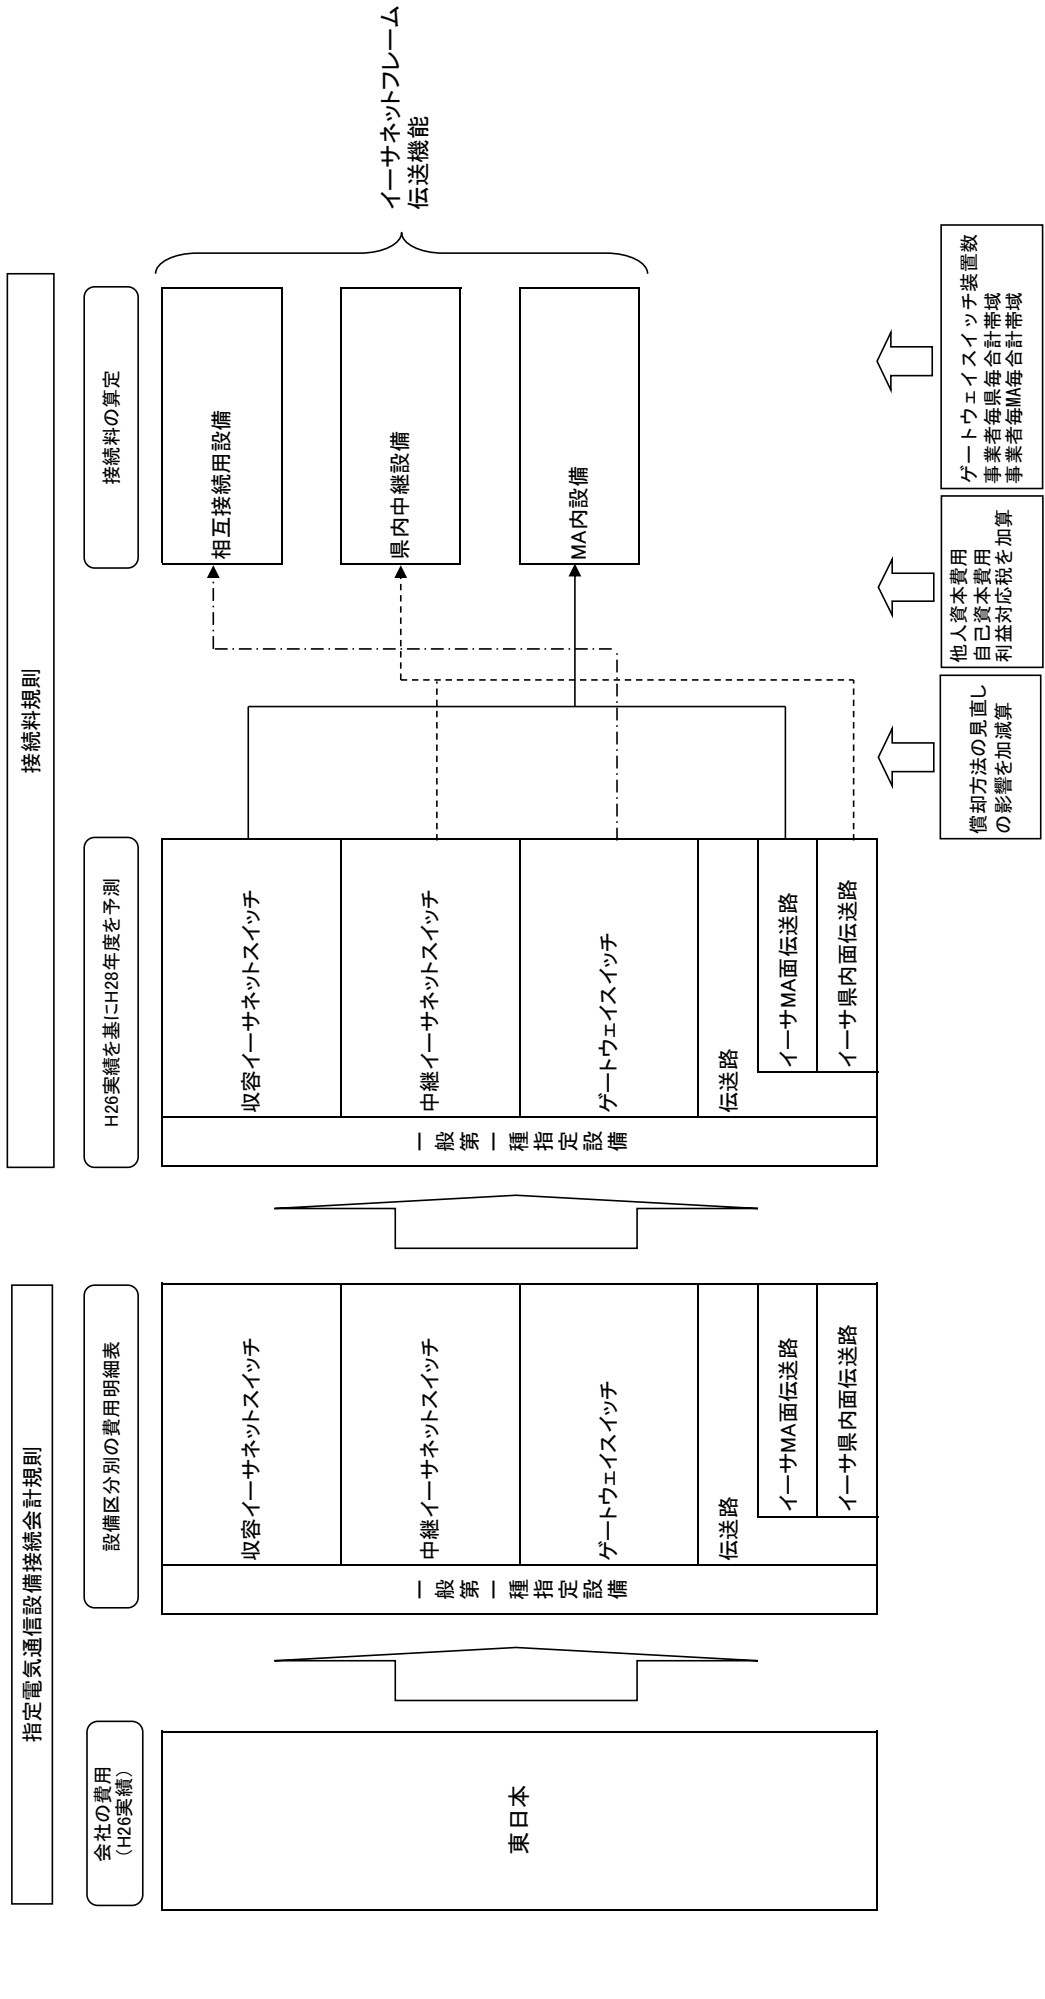 指定電気通信設備接続会計規則
接続料規則
会社の費用
（H26実績）
設備区分別の費用明細表
H26実績を基にH28年度を予測
接続料の算定
東日本
一般第一種指定設備
収容イーサネットスイッチ
中継イーサネットスイッチ
ゲートウェイスイッチ
伝送路
イーサMA面伝送路
イーサ県内面伝送路
一般第一種指定設備
収容イーサネットスイッチ
中継イーサネットスイッチ
ゲートウェイスイッチ
伝送路
イーサMA面伝送路
イーサ県内面伝送路
相互接続用設備
県内中継設備
MA内設備
イーサネットフレーム
伝送機能
償却方法の見直し
の影響を加減算
他人資本費用
自己資本費用
利益対応税を加算
ゲートウェイスイッチ装置数
事業者毎県毎合計帯域
事業者毎MA毎合計帯域